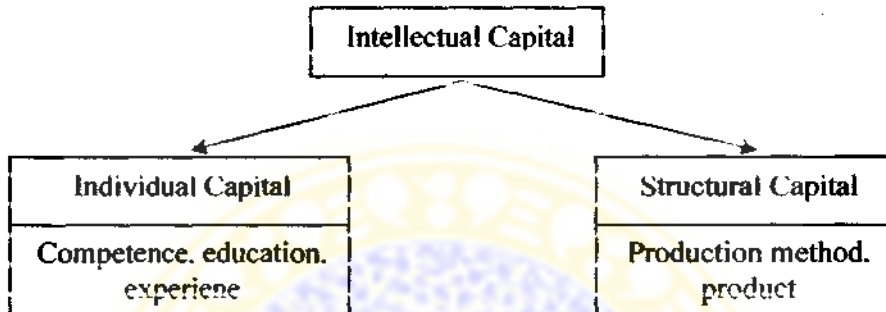 Intellectual Capital
Individual Capital
Structural Capital
Competence. education.
experiene
Production method.
product